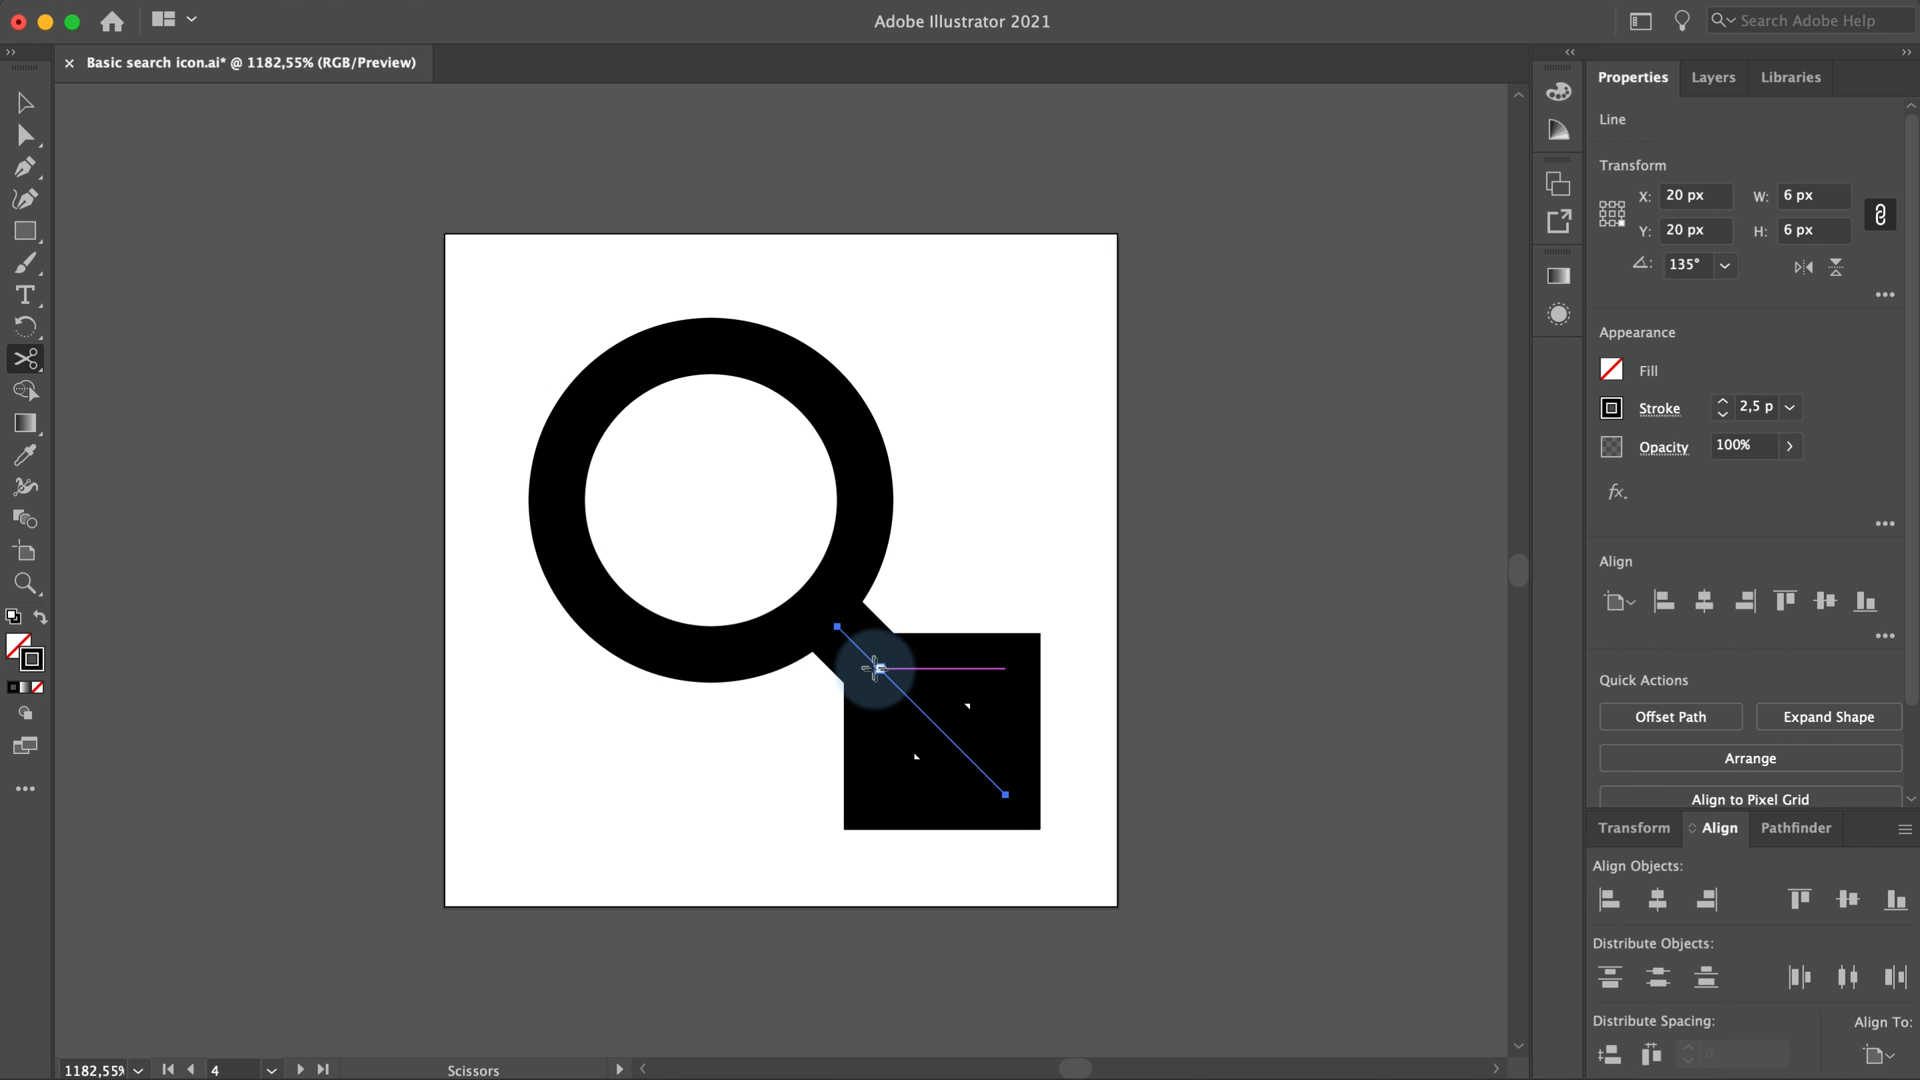 Adobe Illustrator 2021
Search Adobe Help
Basic search icon.ai* @ 1182,55% (RGB/Preview)
Properties
Layers
Libraries
Line
Transform
X: 20 px W: 6 px
Y: 20 px H: 6 px
135°
Appearance
Fill
Stroke 2,5 p
Opacity 100%
fx.
Align
Quick Actions
Offset Path
Expand Shape
Arrange
Align to Pixel Grid
Transform
Align
Pathfinder
Align Objects:
Distribute Objects:
Distribute Spacing:
Align To:
0
1182,55%
4
Scissors